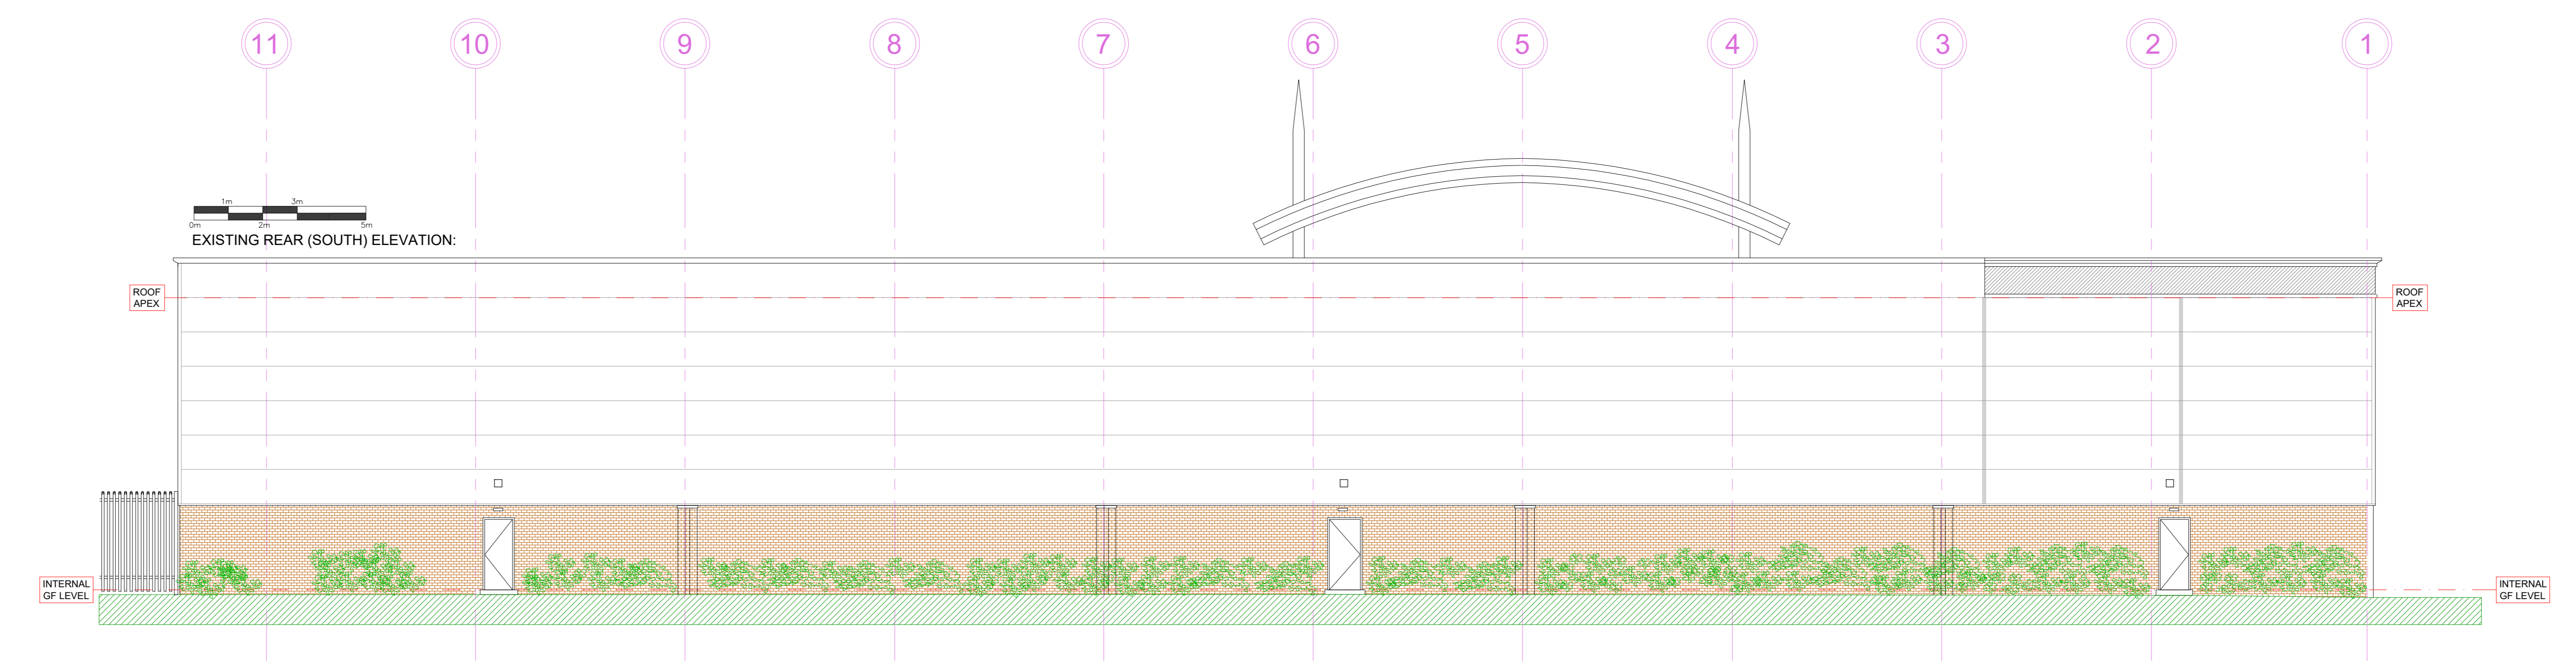 11 10 9 8 7 6 5 4 3 2 1
1m 3m
0m 2m 5m
EXISTING REAR (SOUTH) ELEVATION:
ROOF
APEX
ROOF
APEX
INTERNAL
GF LEVEL
INTERNAL
GF LEVEL